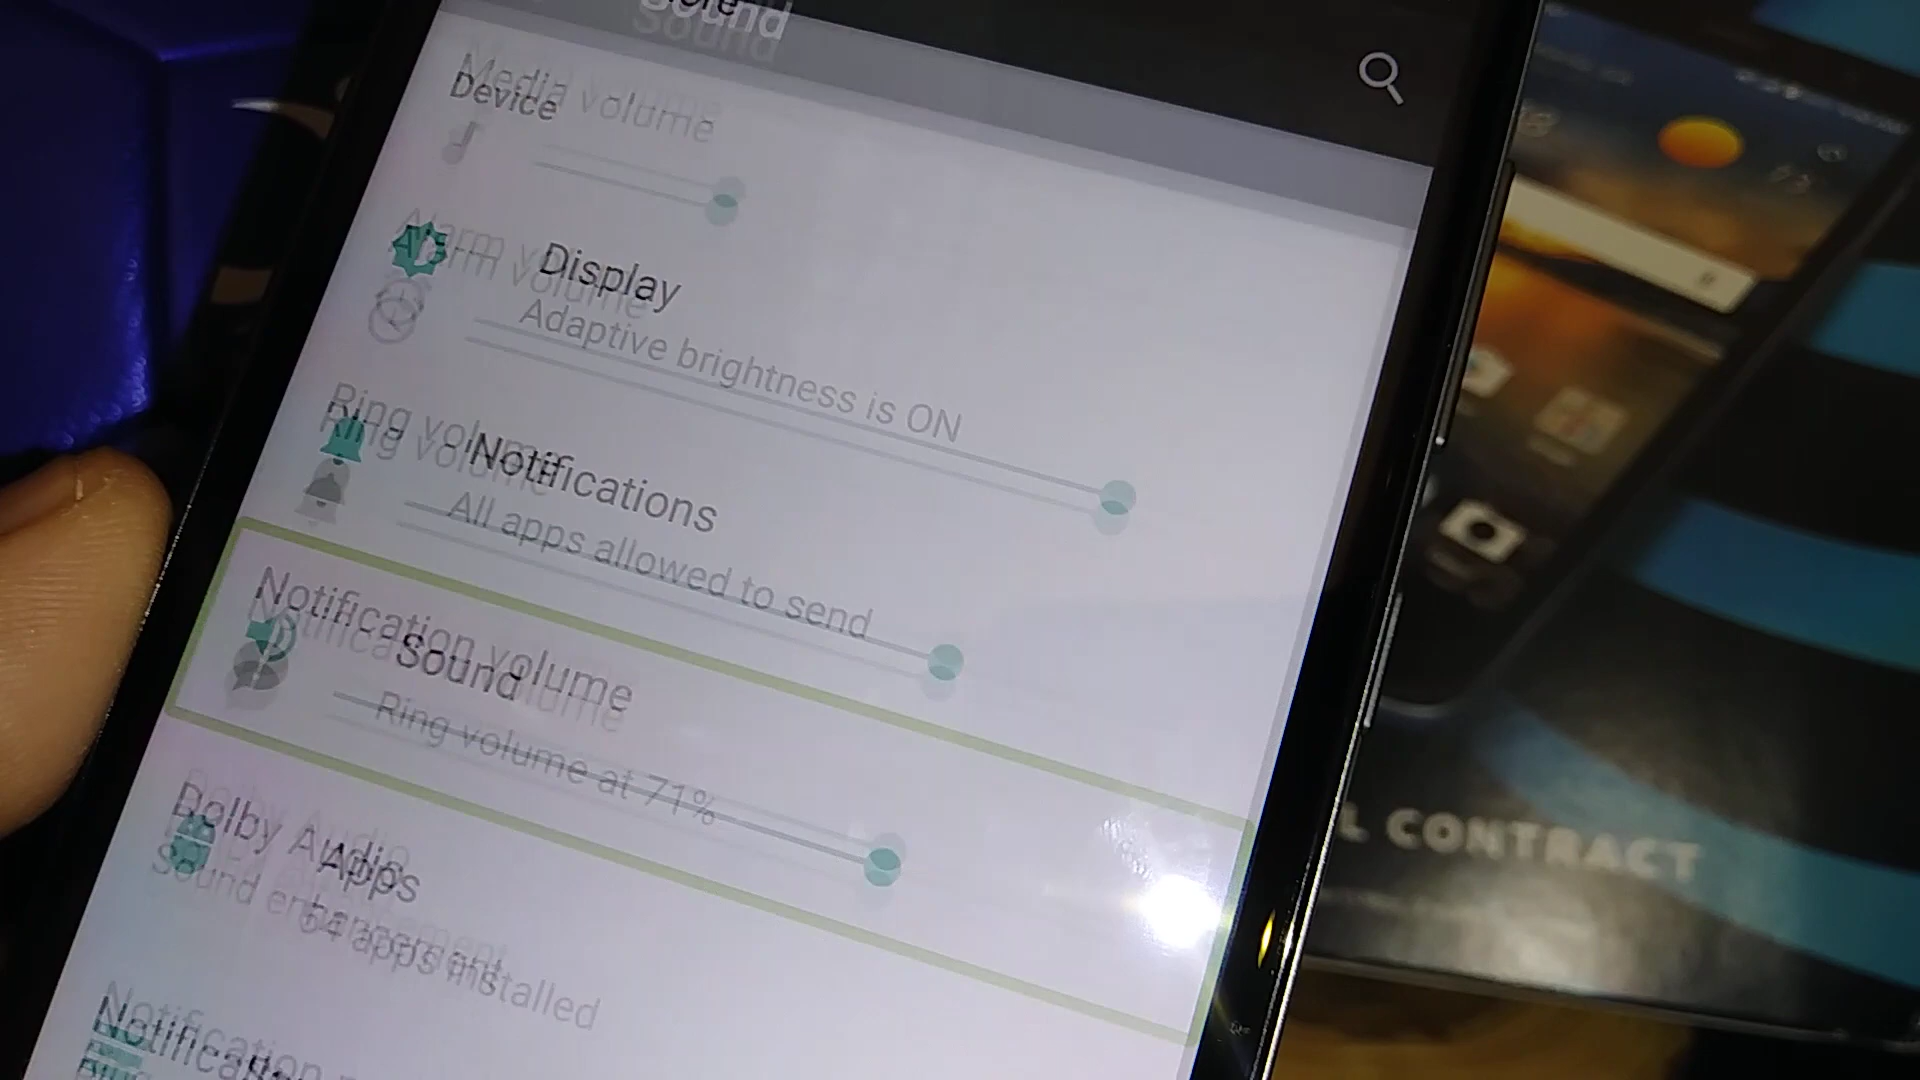 Sound
Media volume
Device
Alarm volume
Display
Adaptive brightness is ON
Ring volume
Notifications
All apps allowed to send
Notification volume
Sound
Ring volume at 71%
Dolby Audio
Apps
Sound enhancement
64 apps installed
Notification
L CONTRACT